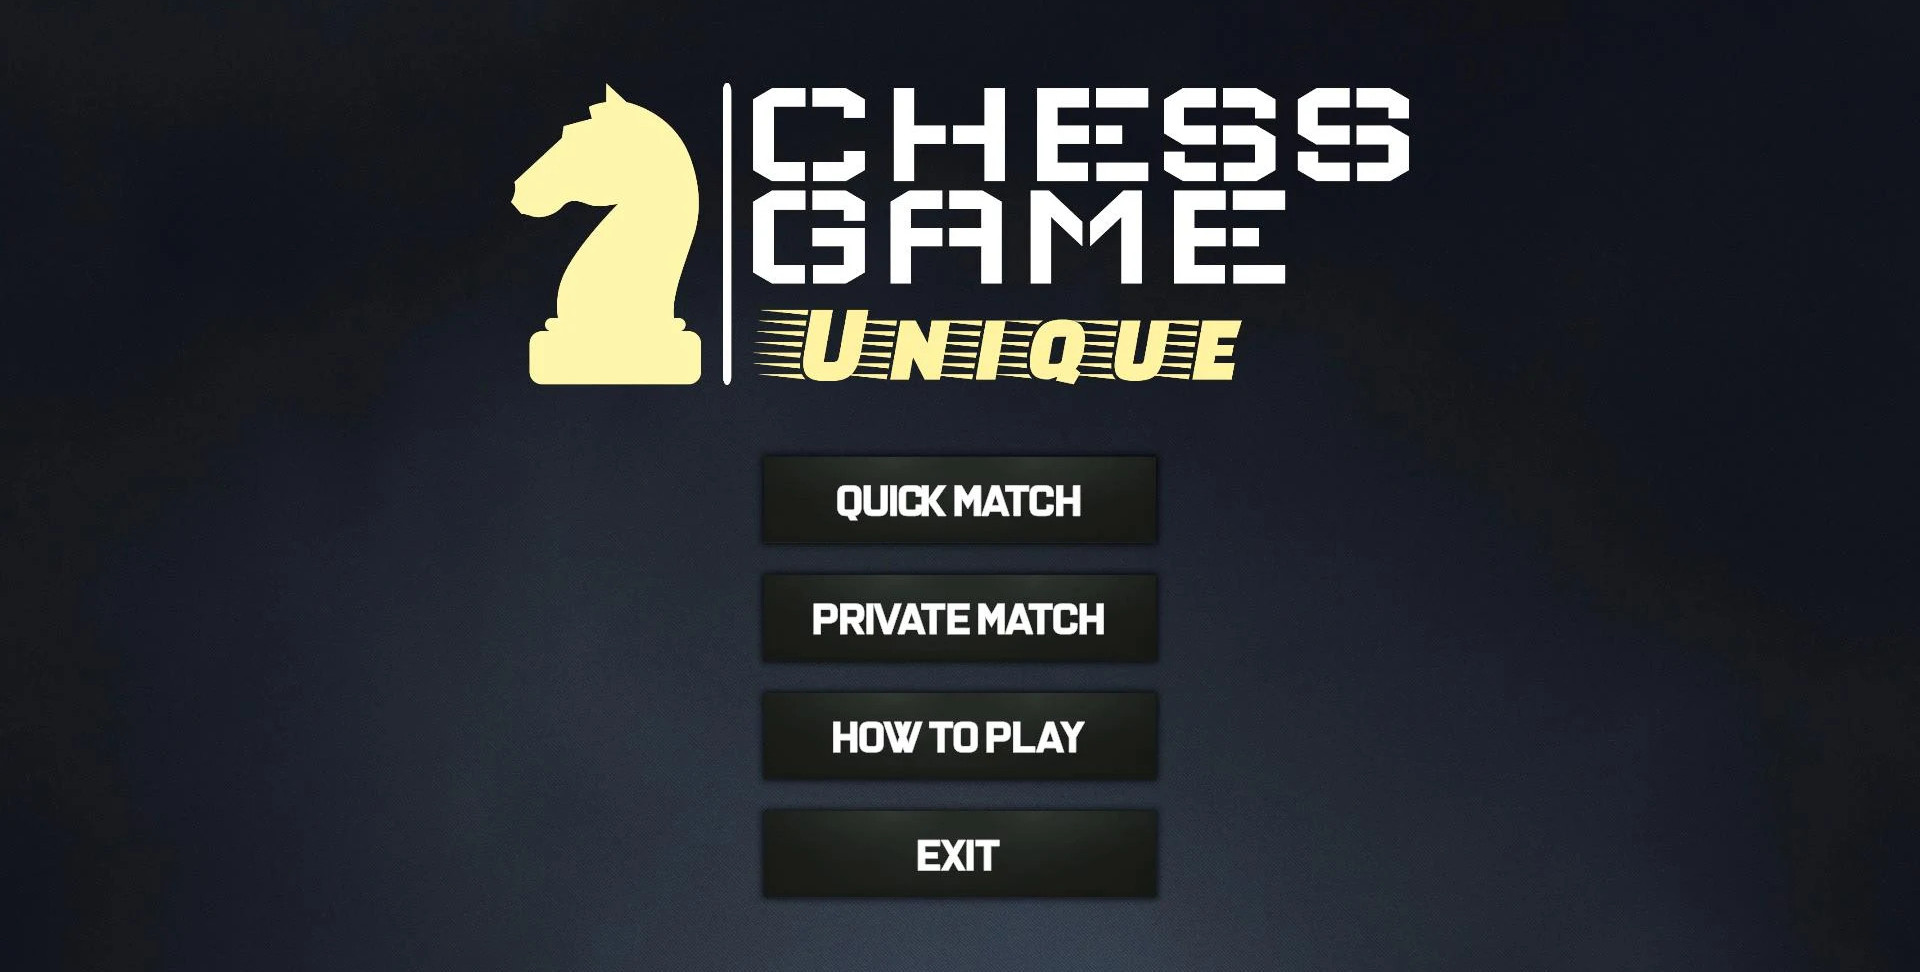 CHESS
GAME
UNIQUE
QUICK MATCH
PRIVATE MATCH
HOW TO PLAY
EXIT